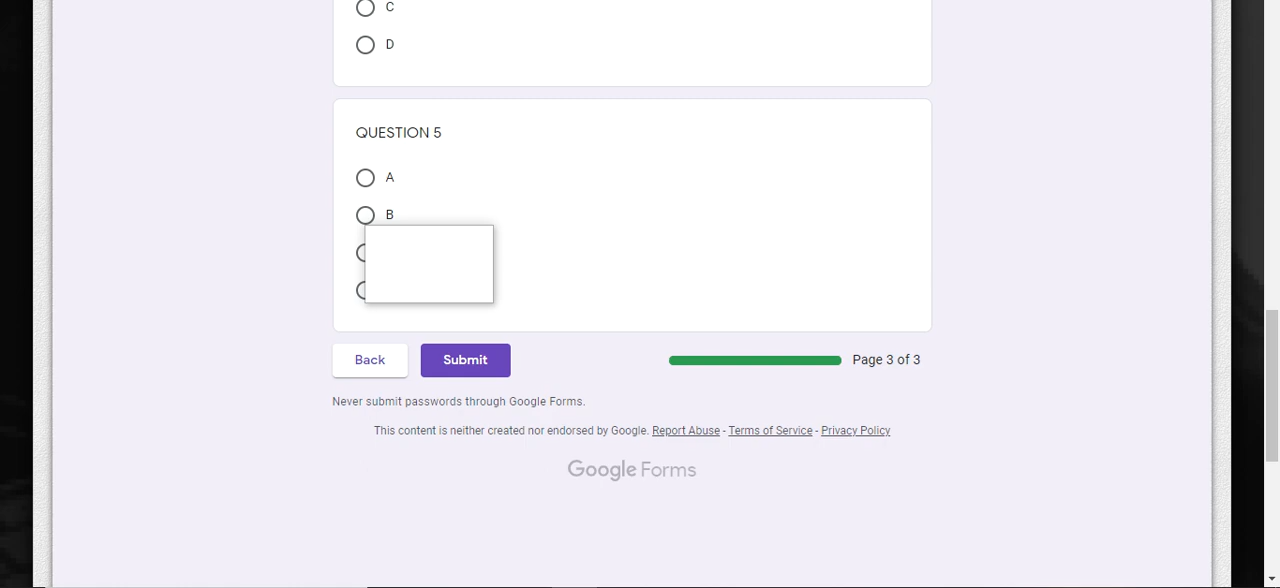 C
D
QUESTION 5
A
B
Back
Submit
Page 3 of 3
Never submit passwords through Google Forms.
This content is neither created nor endorsed by Google. Report Abuse - Terms of Service - Privacy Policy
Google Forms